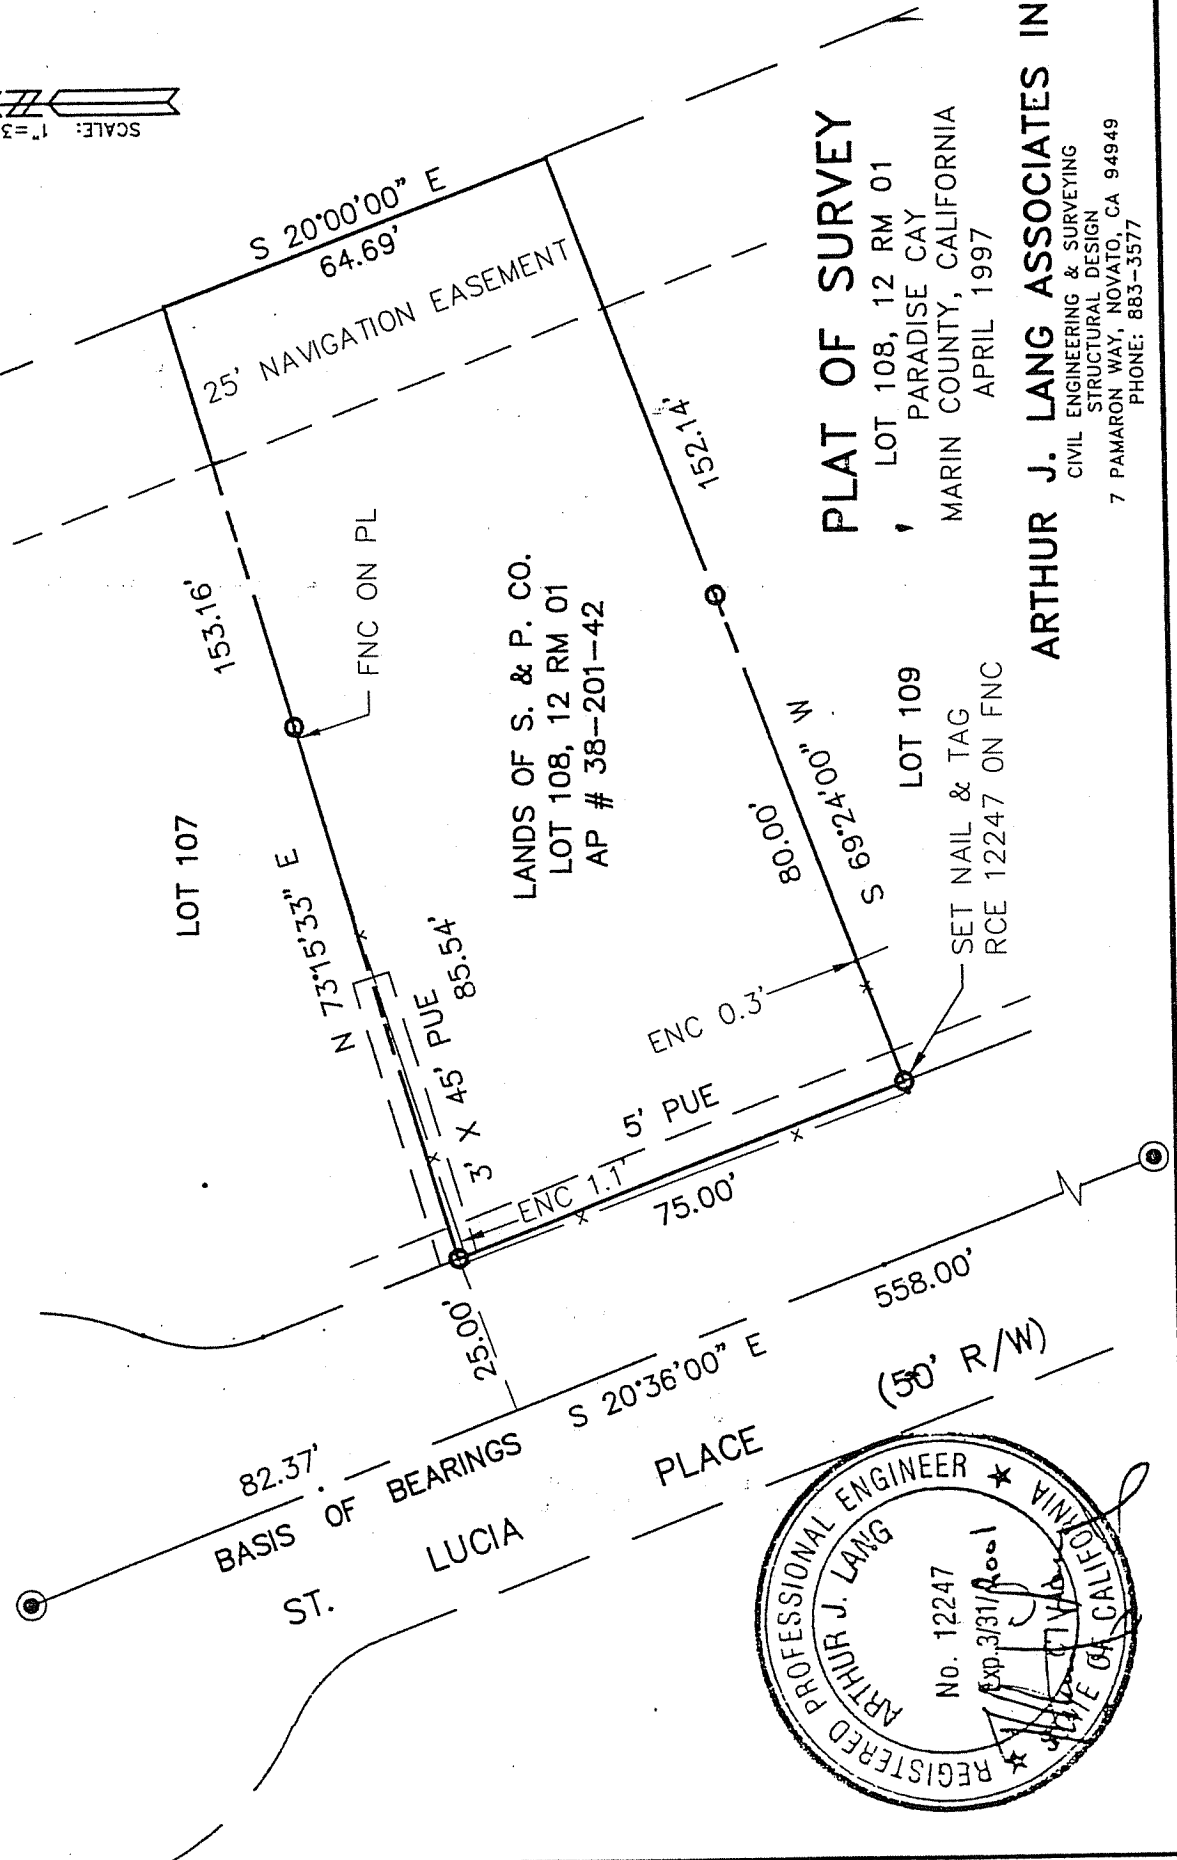 SCALE: 1"=3
S 20°00'00" E
64.69'
25' NAVIGATION EASEMENT
153.16'
FNC ON PL
LOT 107
N 73°15'33" E
3' X 45' PUE
85.54'
LANDS OF S. & P. CO.
LOT 108, 12 RM 01
AP # 38-201-42
152.14'
80.00'
S 69°24'00" W
LOT 109
SET NAIL & TAG
RCE 12247 ON FNC
ENC 0.3'
5' PUE
ENC 1.1'
75.00'
25.00'
82.37'
BASIS OF BEARINGS
S 20°36'00" E
558.00'
ST. LUCIA PLACE
(50' R/W)
PLAT OF SURVEY
LOT 108, 12 RM 01
PARADISE CAY
MARIN COUNTY, CALIFORNIA
APRIL 1997
ARTHUR J. LANG ASSOCIATES IN
CIVIL ENGINEERING & SURVEYING
STRUCTURAL DESIGN
7 PAMARON WAY, NOVATO, CA 94949
PHONE: 883-3577
REGISTERED PROFESSIONAL ENGINEER
ARTHUR J. LANG
No. 12247
Exp. 3/31/2001
STATE OF CALIFORNIA